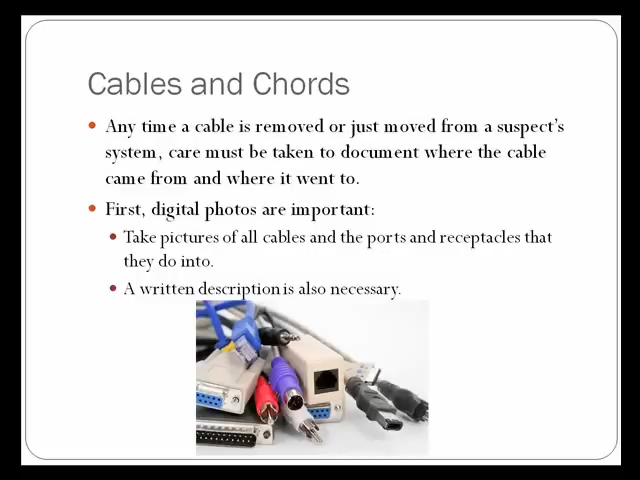 Cables and Chords
• Any time a cable is removed or just moved from a suspect's
system, care must be taken to document where the cable
came from and where it went to.
• First, digital photos are important:
• Take pictures of all cables and the ports and receptacles that
they do into.
• A written description is also necessary.